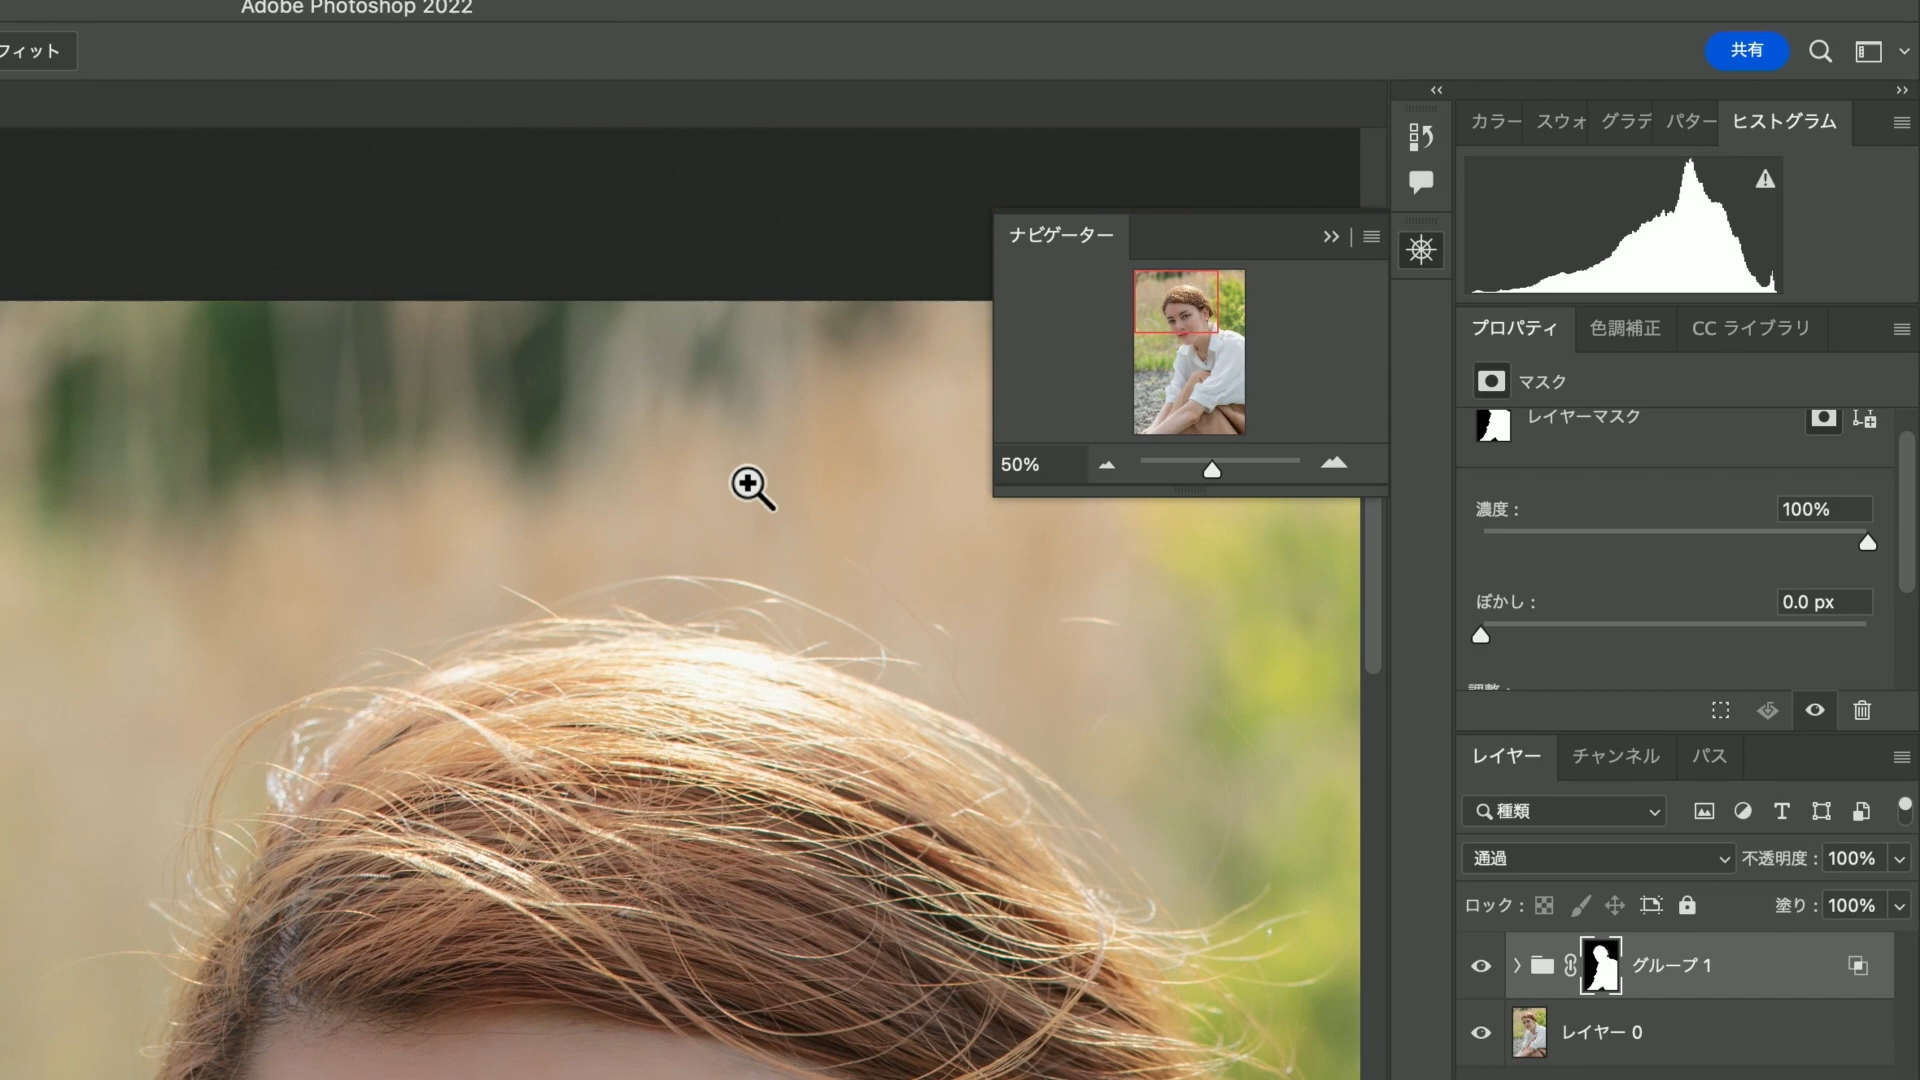 Adobe Photoshop 2022
フィット
共有
カラー スウォ グラデ パター ヒストグラム
ナビゲーター
50%
プロパティ 色調補正 CC ライブラリ
マスク
レイヤーマスク
濃度 : 100%
ぼかし : 0.0 px
調整 :
レイヤー チャンネル パス
種類
通過 不透明度 : 100%
ロック : 塗り : 100%
グループ 1
レイヤー 0